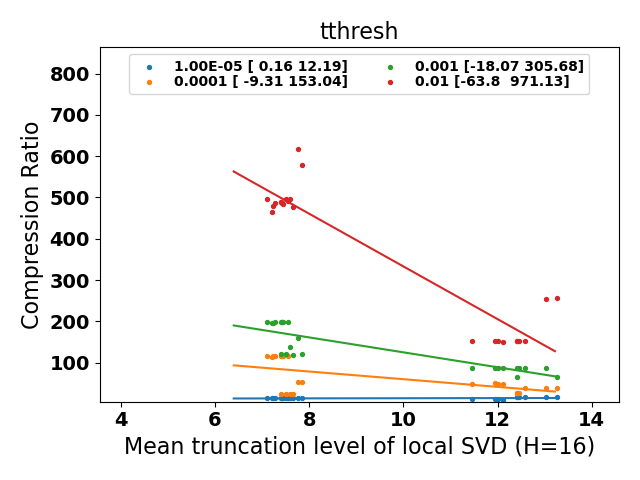 tthresh
1.00E-05 [ 0.16 12.19]
0.0001 [ -9.31 153.04]
0.001 [-18.07 305.68]
0.01 [-63.8  971.13]
Compression Ratio
800
700
600
500
400
300
200
100
4 6 8 10 12 14
Mean truncation level of local SVD (H=16)